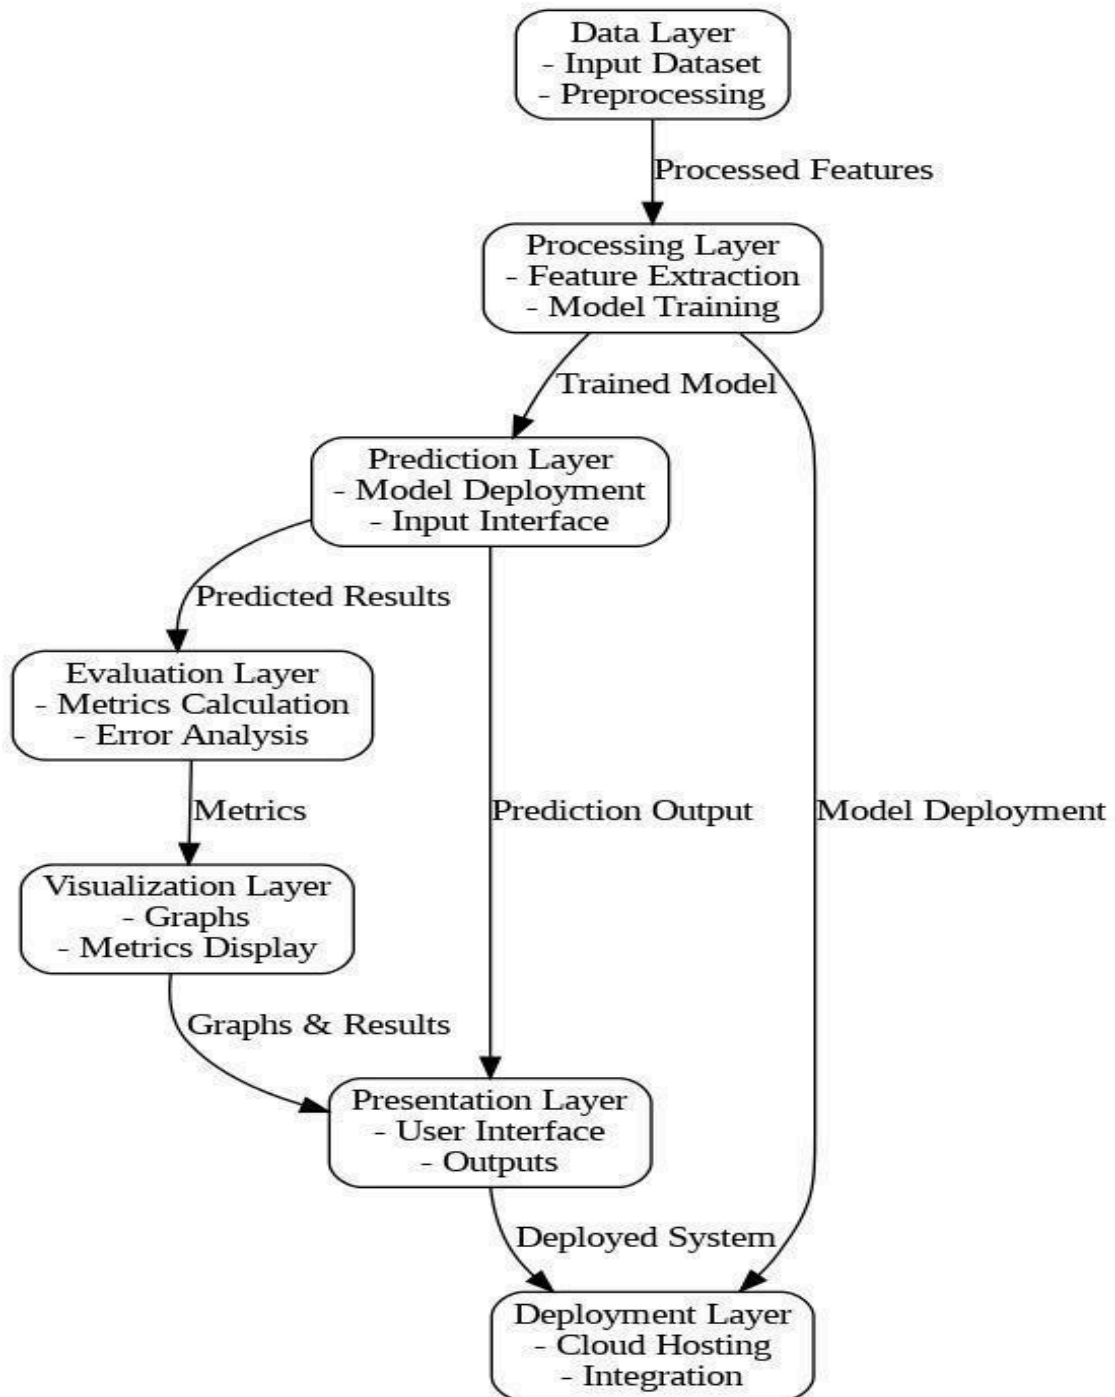 Data Layer
- Input Dataset
- Preprocessing
Processed Features
Processing Layer
- Feature Extraction
- Model Training
Trained Model
Prediction Layer
- Model Deployment
- Input Interface
Predicted Results
Evaluation Layer
- Metrics Calculation
- Error Analysis
Metrics
Prediction Output
Model Deployment
Visualization Layer
- Graphs
- Metrics Display
Graphs & Results
Presentation Layer
- User Interface
- Outputs
Deployed System
Deployment Layer
- Cloud Hosting
- Integration